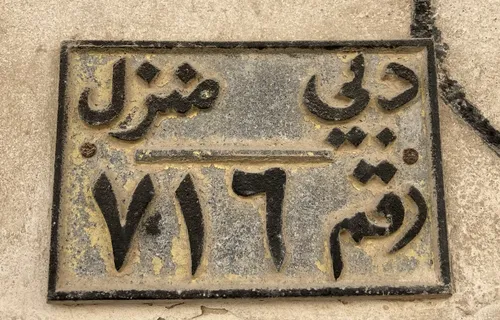 دبي منزل
رقم ٧١٦